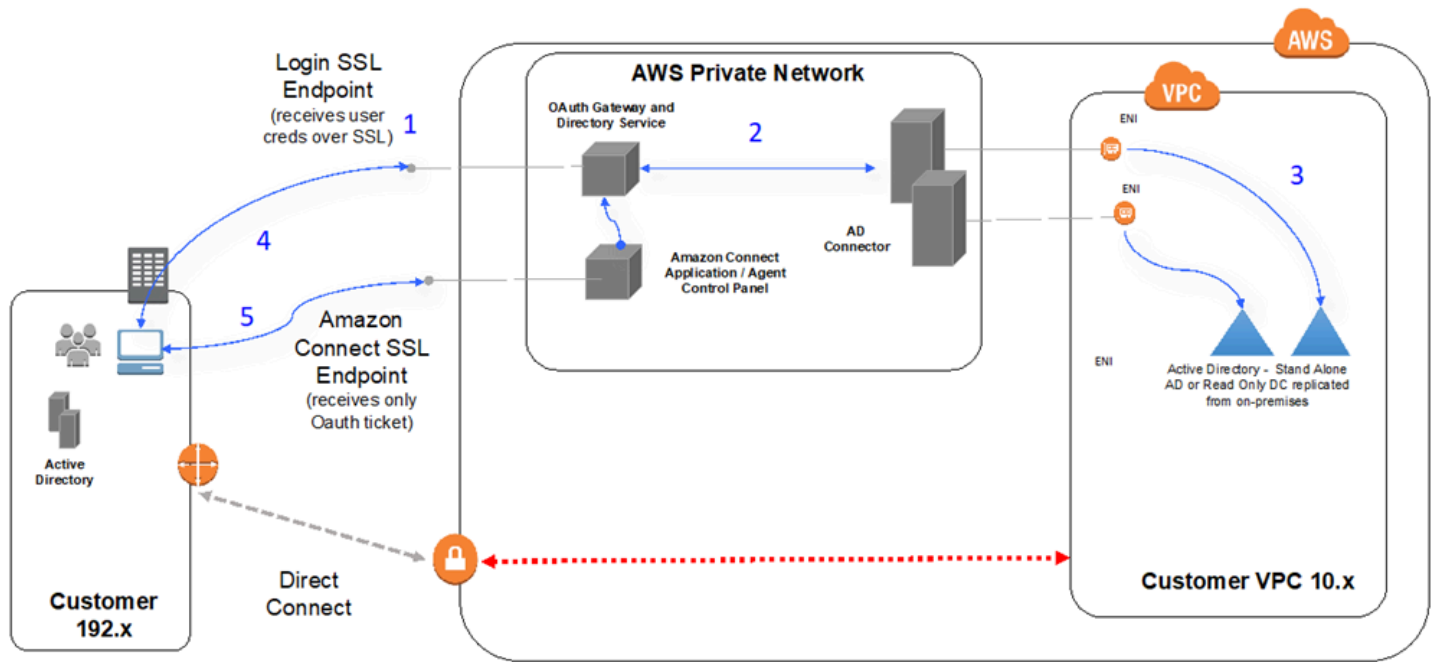 AWS
Login SSL
Endpoint
(receives user
creds over SSL)
1
AWS Private Network
OAuth Gateway and
Directory Service
2
VPC
ENI
ENI
3
AD
Connector
Amazon Connect
Application / Agent
Control Panel
4
5
Amazon
Connect SSL
Endpoint
(receives only
Oauth ticket)
ENI
Active Directory - Stand Alone
AD or Read Only DC replicated
from on-premises
Active
Directory
Direct
Connect
Customer
192.x
Customer VPC 10.x